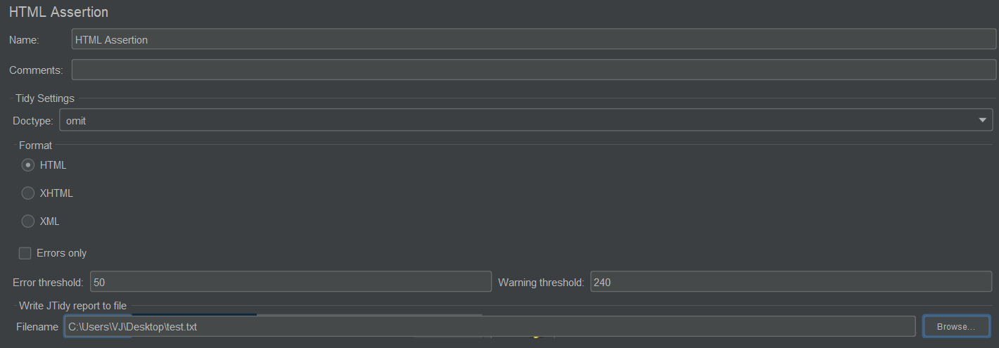 HTML Assertion
Name: HTML Assertion
Comments:
Tidy Settings
Doctype: omit
Format
HTML
XHTML
XML
Errors only
Error threshold: 50 Warning threshold: 240
Write JTidy report to file
Filename C:\Users\VJ\Desktop\test.txt Browse...